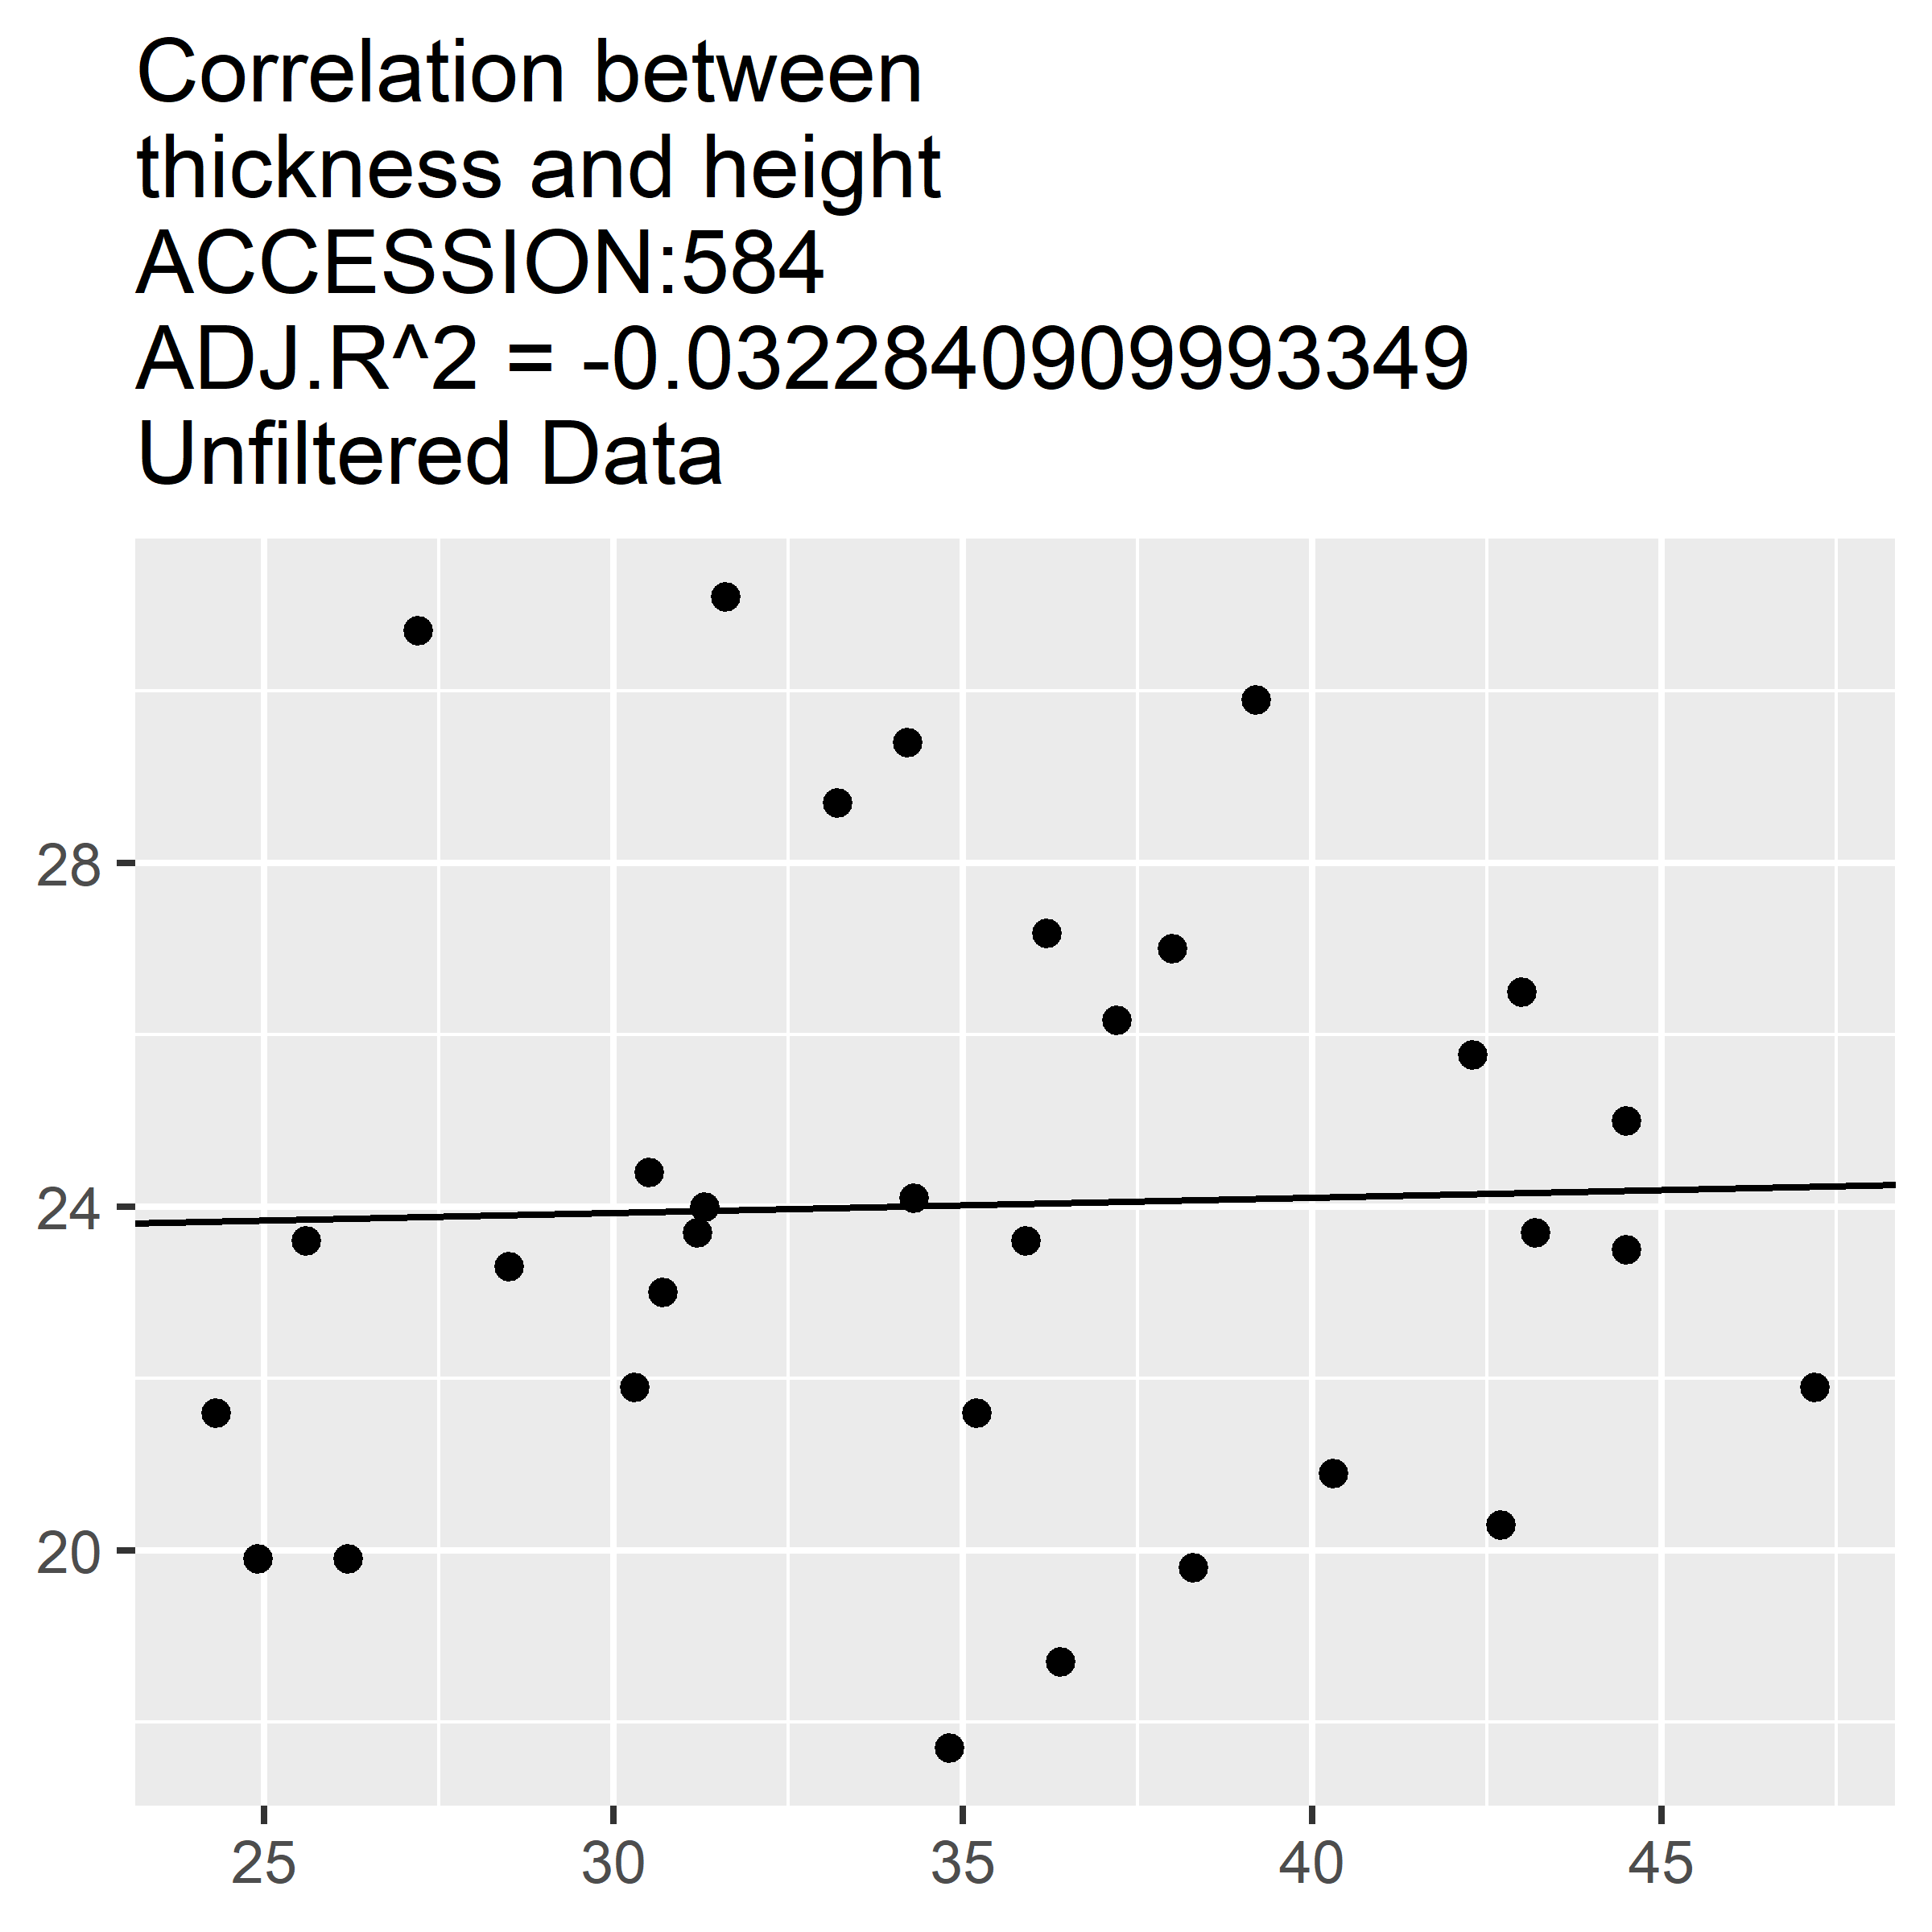 Correlation between
thickness and height
ACCESSION:584
ADJ.R^2 = -0.0322840909993349
Unfiltered Data
28
24
20
25 30 35 40 45